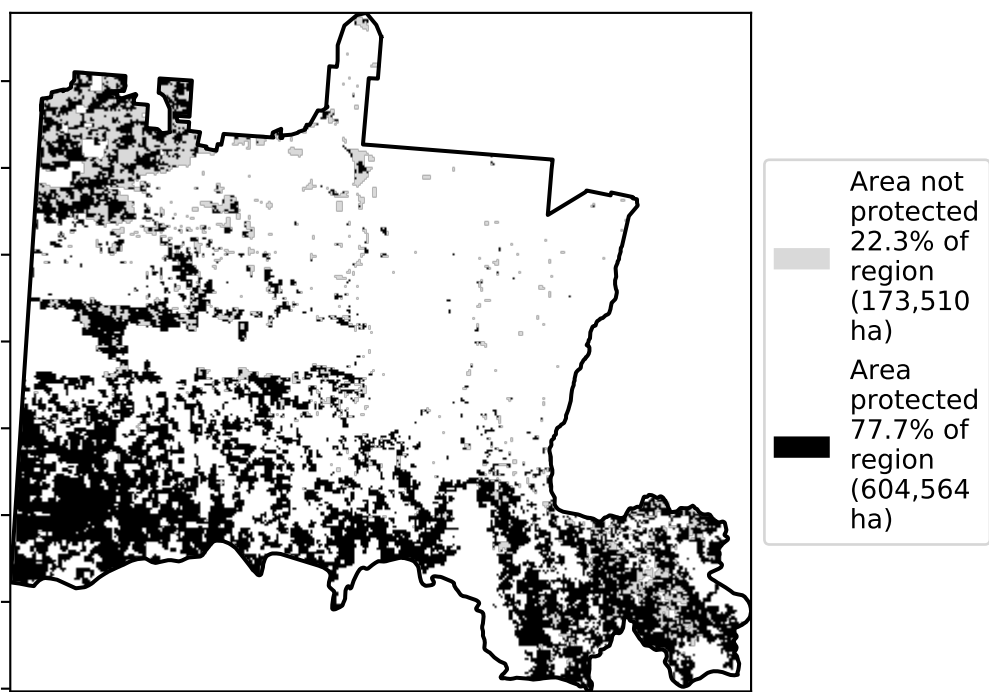 Area not
protected
22.3% of
region
(173,510
ha)
Area
protected
77.7% of
region
(604,564
ha)